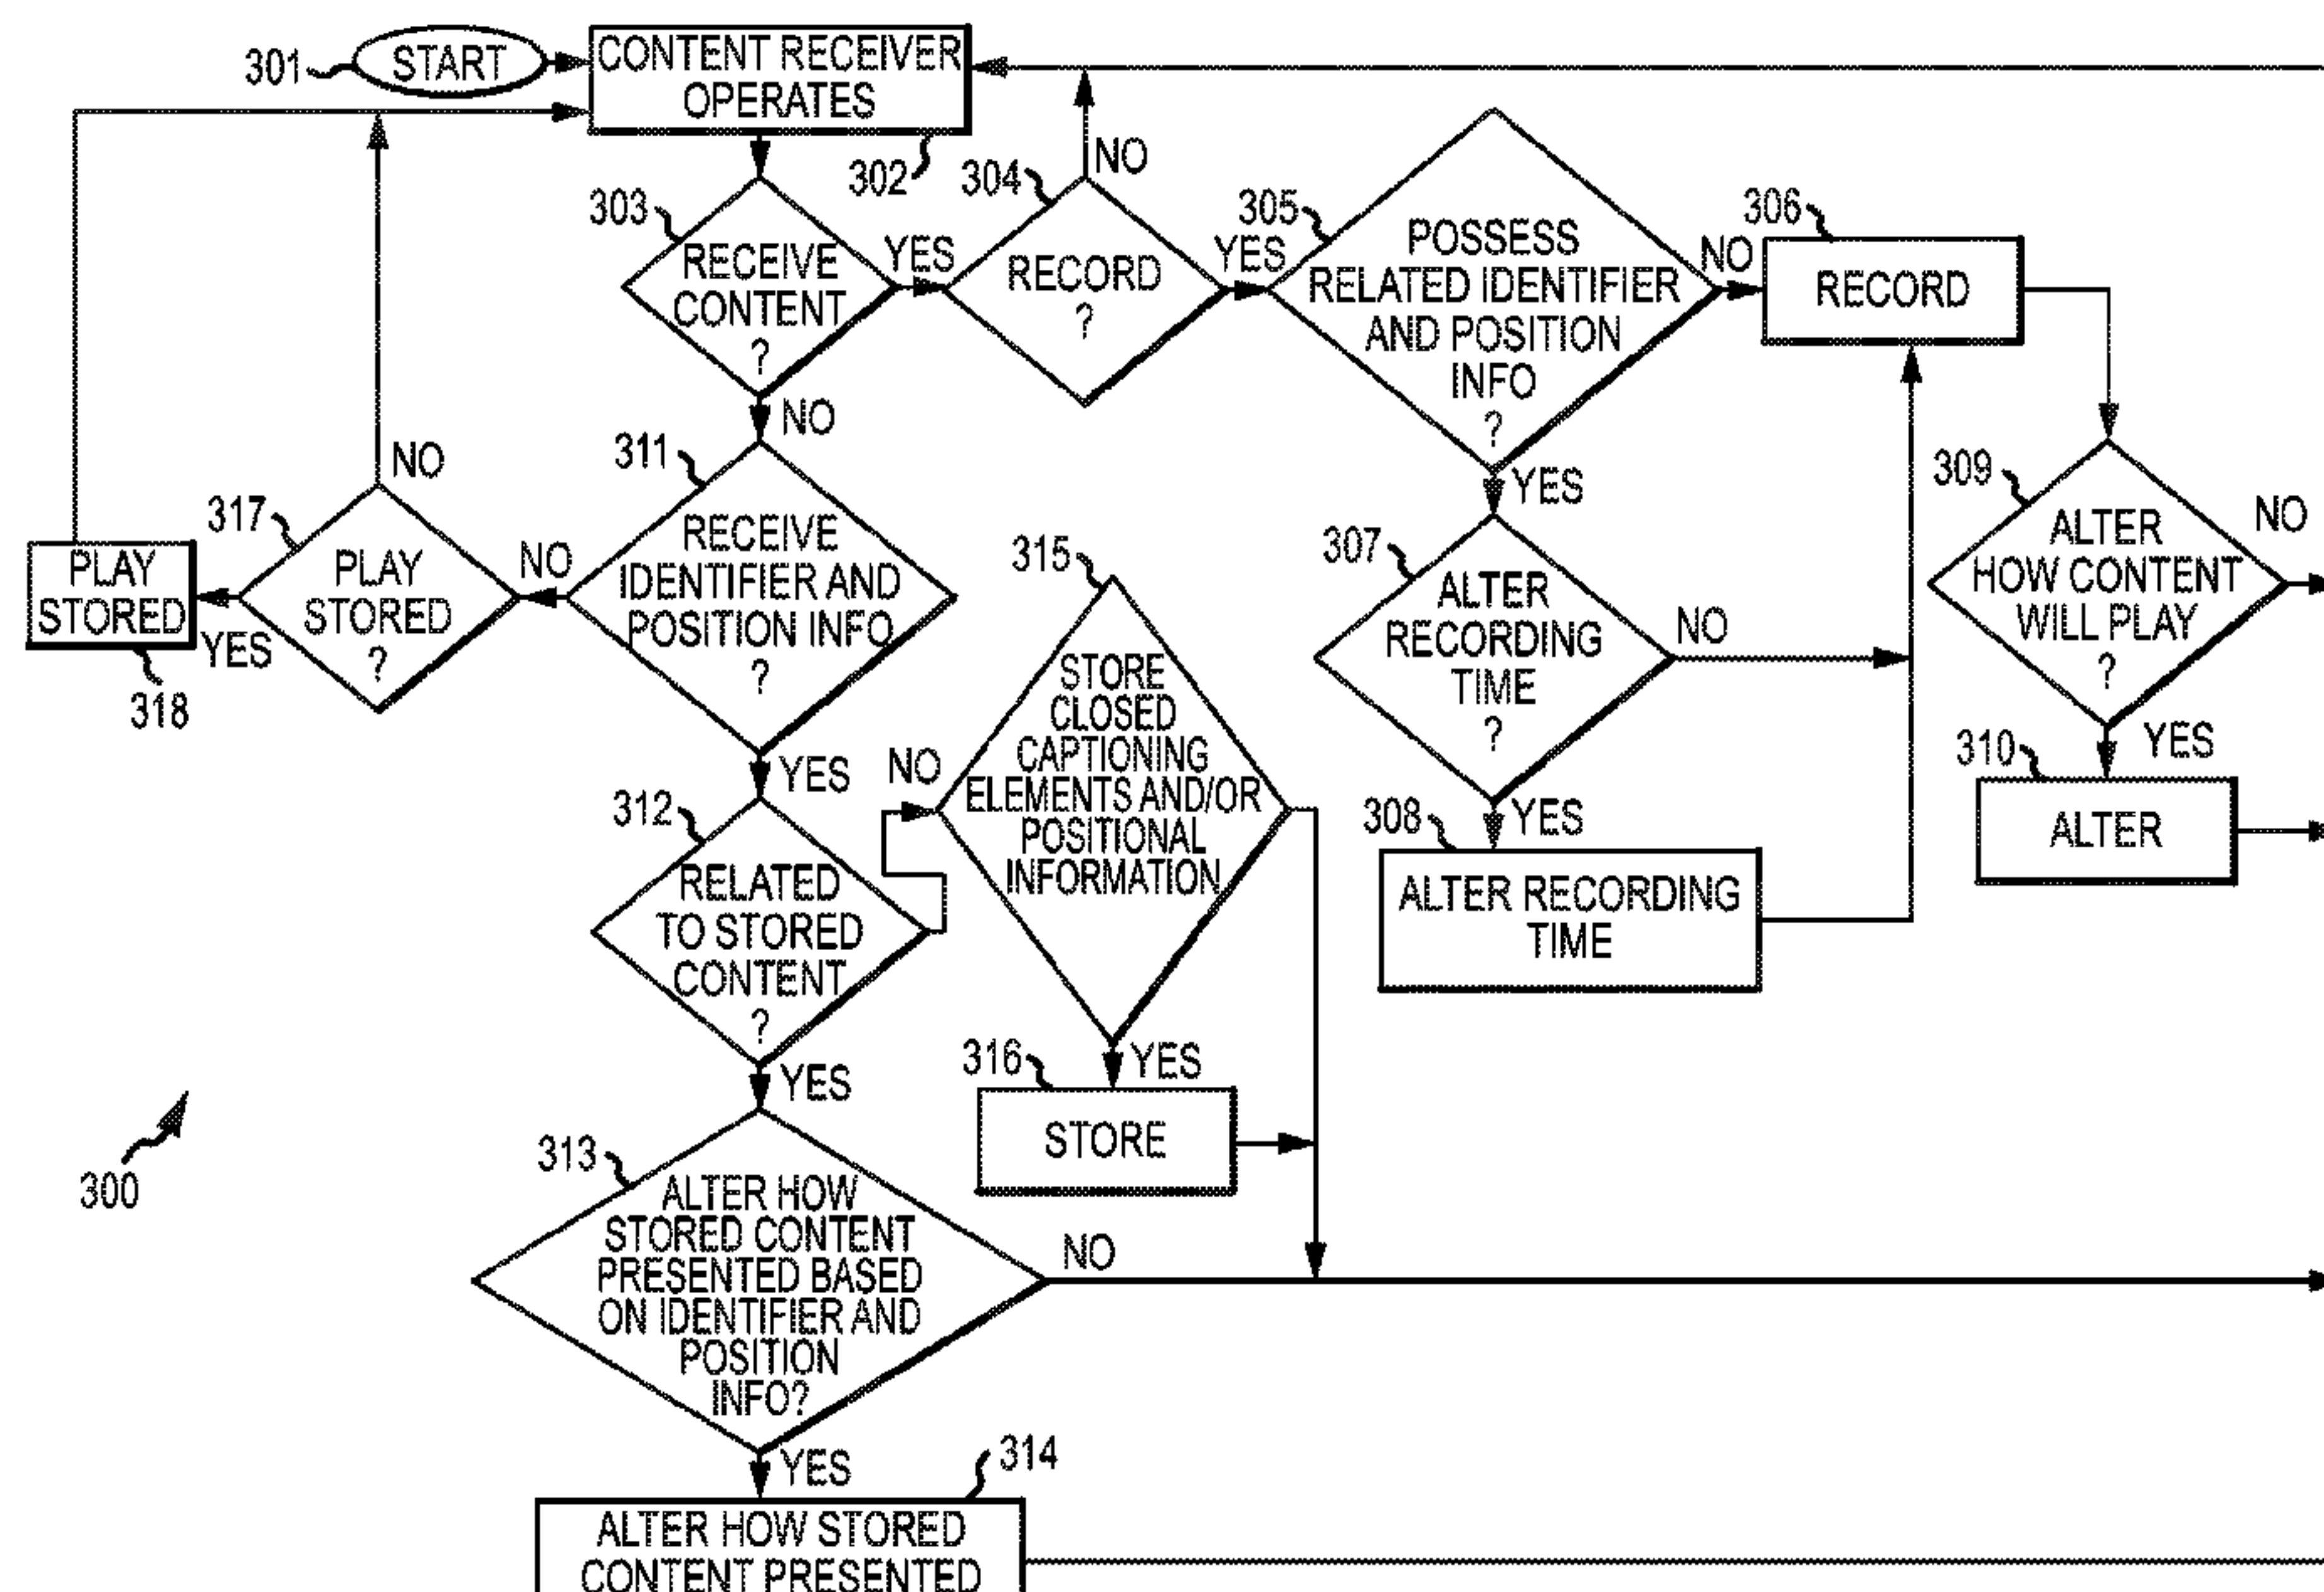 301
START
CONTENT RECEIVER
OPERATES
302
303
RECEIVE
CONTENT
?
YES
NO
304
RECORD
?
NO
YES
305
POSSESS
RELATED IDENTIFIER
AND POSITION
INFO
?
NO
YES
306
RECORD
307
ALTER
RECORDING
TIME
?
NO
YES
308
ALTER RECORDING
TIME
309
ALTER
HOW CONTENT
WILL PLAY
?
NO
YES
310
ALTER
311
RECEIVE
IDENTIFIER AND
POSITION INFO
?
NO
YES
317
PLAY
STORED
?
NO
YES
PLAY
STORED
318
312
RELATED
TO STORED
CONTENT
?
NO
YES
315
STORE
CLOSED
CAPTIONING
ELEMENTS AND/OR
POSITIONAL
INFORMATION
YES
316
STORE
313
ALTER HOW
STORED CONTENT
PRESENTED BASED
ON IDENTIFIER AND
POSITION
INFO?
NO
YES
314
ALTER HOW STORED
CONTENT PRESENTED
300